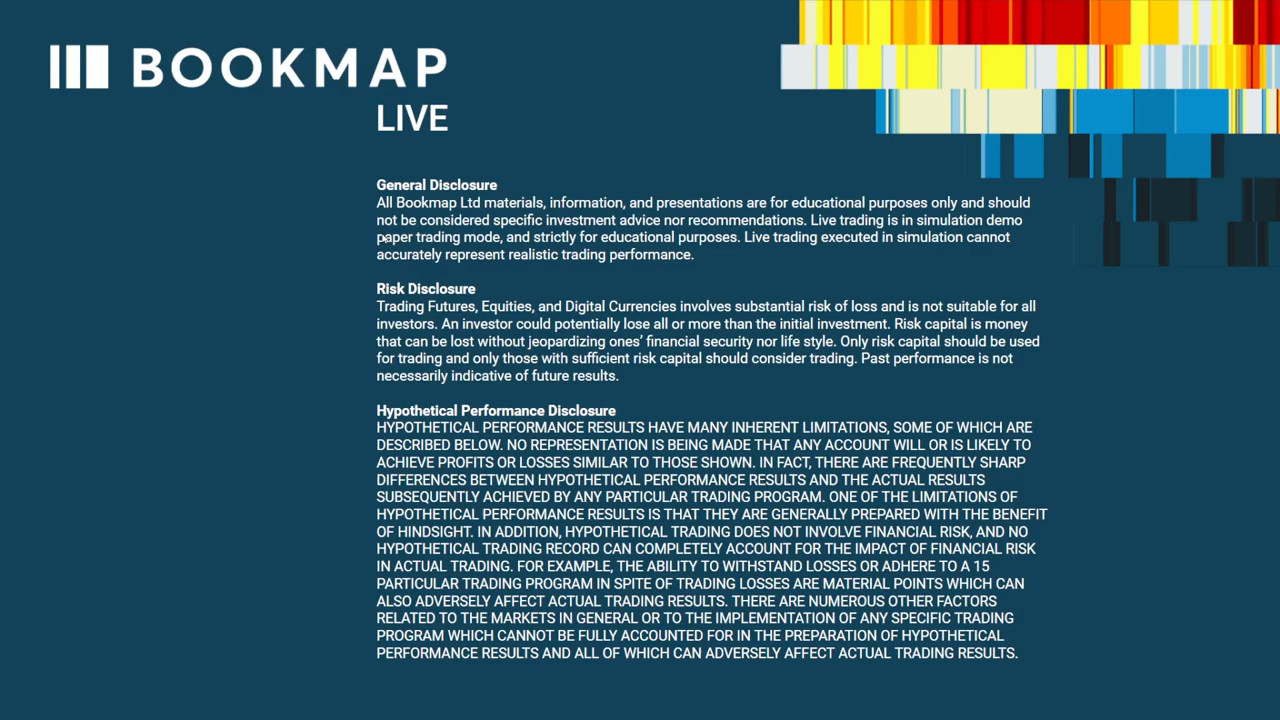 BOOKMAP
LIVE
General Disclosure
All Bookmap Ltd materials, information, and presentations are for educational purposes only and should
not be considered specific investment advice nor recommendations. Live trading is in simulation demo
paper trading mode, and strictly for educational purposes. Live trading executed in simulation cannot
accurately represent realistic trading performance.
Risk Disclosure
Trading Futures, Equities, and Digital Currencies involves substantial risk of loss and is not suitable for all
investors. An investor could potentially lose all or more than the initial investment. Risk capital is money
that can be lost without jeopardizing ones’ financial security nor life style. Only risk capital should be used
for trading and only those with sufficient risk capital should consider trading. Past performance is not
necessarily indicative of future results.
Hypothetical Performance Disclosure
HYPOTHETICAL PERFORMANCE RESULTS HAVE MANY INHERENT LIMITATIONS, SOME OF WHICH ARE
DESCRIBED BELOW. NO REPRESENTATION IS BEING MADE THAT ANY ACCOUNT WILL OR IS LIKELY TO
ACHIEVE PROFITS OR LOSSES SIMILAR TO THOSE SHOWN. IN FACT, THERE ARE FREQUENTLY SHARP
DIFFERENCES BETWEEN HYPOTHETICAL PERFORMANCE RESULTS AND THE ACTUAL RESULTS
SUBSEQUENTLY ACHIEVED BY ANY PARTICULAR TRADING PROGRAM. ONE OF THE LIMITATIONS OF
HYPOTHETICAL PERFORMANCE RESULTS IS THAT THEY ARE GENERALLY PREPARED WITH THE BENEFIT
OF HINDSIGHT. IN ADDITION, HYPOTHETICAL TRADING DOES NOT INVOLVE FINANCIAL RISK, AND NO
HYPOTHETICAL TRADING RECORD CAN COMPLETELY ACCOUNT FOR THE IMPACT OF FINANCIAL RISK
IN ACTUAL TRADING. FOR EXAMPLE, THE ABILITY TO WITHSTAND LOSSES OR ADHERE TO A 15
PARTICULAR TRADING PROGRAM IN SPITE OF TRADING LOSSES ARE MATERIAL POINTS WHICH CAN
ALSO ADVERSELY AFFECT ACTUAL TRADING RESULTS. THERE ARE NUMEROUS OTHER FACTORS
RELATED TO THE MARKETS IN GENERAL OR TO THE IMPLEMENTATION OF ANY SPECIFIC TRADING
PROGRAM WHICH CANNOT BE FULLY ACCOUNTED FOR IN THE PREPARATION OF HYPOTHETICAL
PERFORMANCE RESULTS AND ALL OF WHICH CAN ADVERSELY AFFECT ACTUAL TRADING RESULTS.